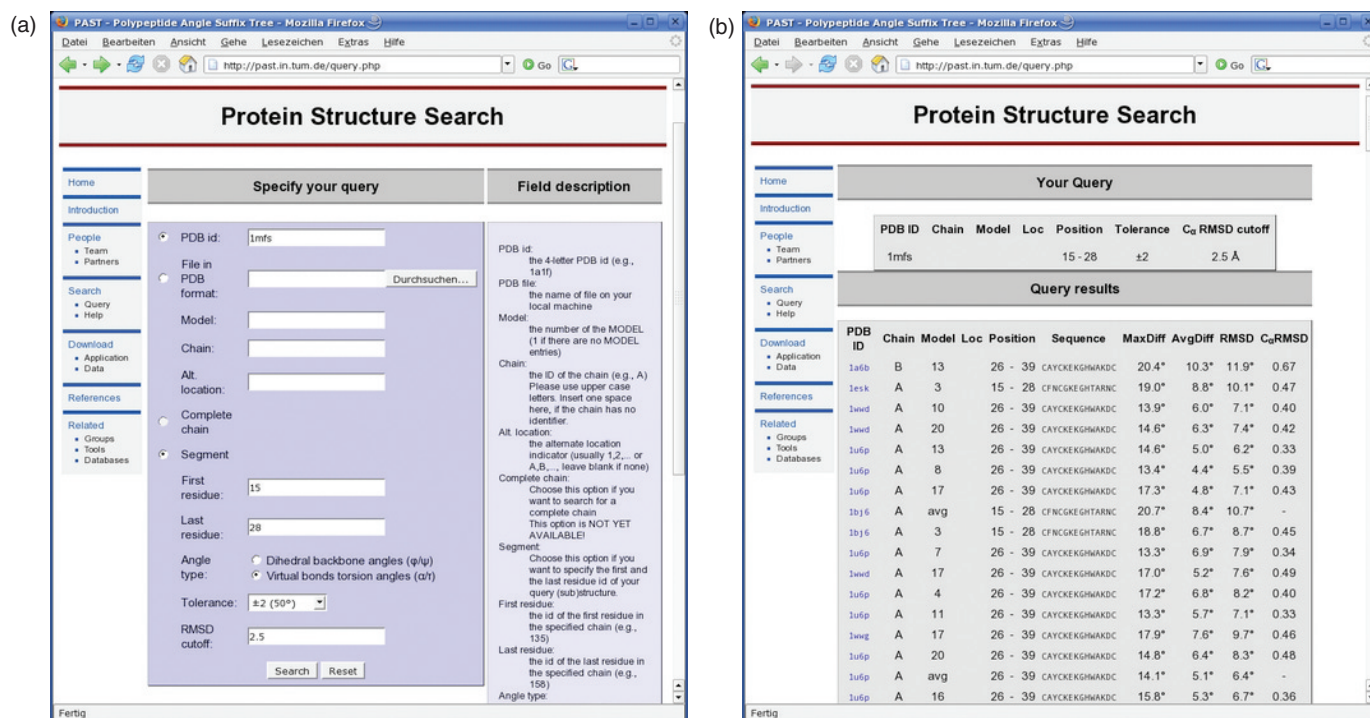 (a)
PAST - Polypeptide Angle Suffix Tree - Mozilla Firefox
Datei Bearbeiten Ansicht Gehe Lesezeichen Extras Hilfe
http://past.in.tum.de/query.php Go
Protein Structure Search
Home
Introduction
People
• Team
• Partners
Search
• Query
• Help
Download
• Application
• Data
References
Related
• Groups
• Tools
• Databases
Specify your query
PDB id: 1mfs
File in
PDB
format:
Durchsuchen...
Model:
Chain:
Alt.
location:
Complete
chain
Segment
First
residue: 15
Last
residue: 28
Angle
type:
Dihedral backbone angles (φ/ψ)
Virtual bonds torsion angles (α/τ)
Tolerance: ±2 (50°)
RMSD
cutoff: 2.5
Search Reset
Field description
PDB id:
the 4-letter PDB id (e.g.,
1a1f)
PDB file:
the name of file on your
local machine
Model:
the number of the MODEL
(1 if there are no MODEL
entries)
Chain:
the ID of the chain (e.g., A)
Please use upper case
letters. Insert one space
here, if the chain has no
identifier.
Alt. location:
the alternate location
indicator (usually 1,2,... or
A,B,..., leave blank if none)
Complete chain:
Choose this option if you
want to search for a
complete chain
This option is NOT YET
AVAILABLE!
Segment:
Choose this option if you
want to specify the first and
the last residue id of your
query (sub)structure.
First residue:
the id of the first residue in
the specified chain (e.g.,
135)
Last residue:
the id of the last residue in
the specified chain (e.g.,
158)
Angle type:
Fertig
(b)
PAST - Polypeptide Angle Suffix Tree - Mozilla Firefox
Datei Bearbeiten Ansicht Gehe Lesezeichen Extras Hilfe
http://past.in.tum.de/query.php Go
Protein Structure Search
Home
Introduction
People
• Team
• Partners
Search
• Query
• Help
Download
• Application
• Data
References
Related
• Groups
• Tools
• Databases
Your Query
PDB ID Chain Model Loc Position Tolerance Cα RMSD cutoff
1mfs 15 - 28 ±2 2.5 Å
Query results
PDB
ID Chain Model Loc Position Sequence MaxDiff AvgDiff RMSD CαRMSD
1a6b B 13 26 - 39 CAYCKEKGHWAKDC 20.4° 10.3° 11.9° 0.67
1esk A 3 15 - 28 CFNCGKEGHTARNC 19.0° 8.8° 10.1° 0.47
1wwd A 10 26 - 39 CAYCKEKGHWAKDC 13.9° 6.0° 7.1° 0.40
1wwd A 20 26 - 39 CAYCKEKGHWAKDC 14.6° 6.3° 7.4° 0.42
1u6p A 13 26 - 39 CAYCKEKGHWAKDC 14.6° 5.0° 6.2° 0.33
1u6p A 8 26 - 39 CAYCKEKGHWAKDC 13.4° 4.4° 5.5° 0.39
1u6p A 17 26 - 39 CAYCKEKGHWAKDC 17.3° 4.8° 7.1° 0.43
1bj6 A avg 15 - 28 CFNCGKEGHTARNC 20.7° 8.4° 10.7° -
1bj6 A 3 15 - 28 CFNCGKEGHTARNC 18.8° 6.7° 8.7° 0.45
1u6p A 7 26 - 39 CAYCKEKGHWAKDC 13.3° 6.9° 7.9° 0.34
1wwd A 17 26 - 39 CAYCKEKGHWAKDC 17.0° 5.2° 7.6° 0.49
1u6p A 4 26 - 39 CAYCKEKGHWAKDC 17.2° 6.8° 8.2° 0.40
1u6p A 11 26 - 39 CAYCKEKGHWAKDC 13.3° 5.7° 7.1° 0.33
1wwg A 17 26 - 39 CAYCKEKGHWAKDC 17.9° 7.6° 9.7° 0.46
1u6p A 20 26 - 39 CAYCKEKGHWAKDC 14.8° 6.4° 8.3° 0.48
1u6p A avg 26 - 39 CAYCKEKGHWAKDC 14.1° 5.1° 6.4° -
1u6p A 16 26 - 39 CAYCKEKGHWAKDC 15.8° 5.3° 6.7° 0.36
Fertig